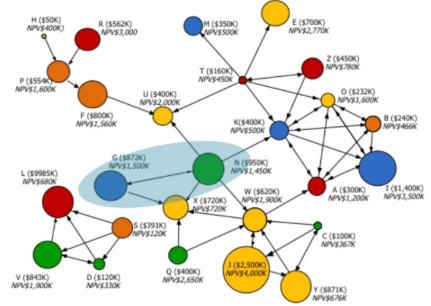 H ($50K)
NPV$400K)
R ($562K)
NPV$3,000
M ($350K)
NPV$500K
E ($700K)
NPV$2,770K
P ($554K)
NPV$1,600K
T ($160K)
NPV$450K
Z ($450K)
NPV$780K
F ($800K)
NPV$1,560K
U ($400K)
NPV$2,000K
O ($232K)
NPV$1,600K
K($400K)
NPV$500K
B ($240K)
NPV$466K
G ($872K)
NPV$1,500K
N ($950K)
NPV$1,450K
L ($9985K)
NPV$680K
I ($1,400K)
NPV$3,500K
A ($300K)
NPV$1,200K
X ($720K)
NPV$720K
W ($620K)
NPV$1,900K
S ($391K)
NPV$120K
C ($100K)
NPV$367K
V ($843K)
NPV$1,900K
D ($120K)
NPV$330K
Q ($400K)
NPV$2,650K
J ($2,500K)
NPV$4,000K
Y ($871K)
NPV$676K